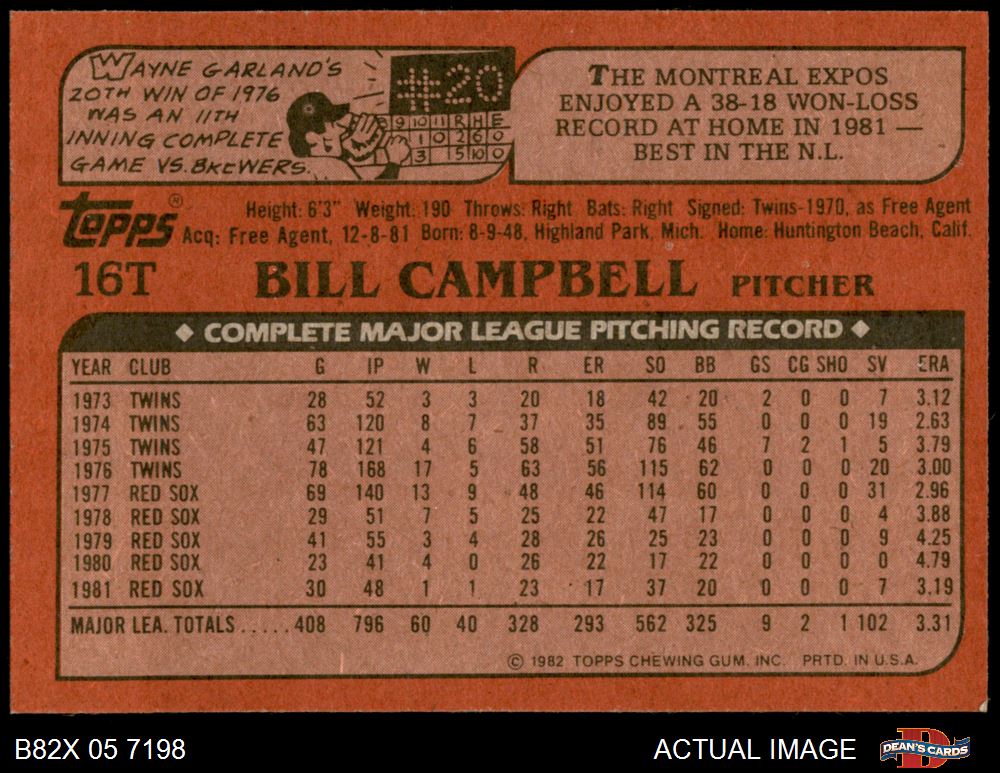 WAYNE GARLAND'S
20TH WIN OF 1976
WAS AN 11TH
INNING COMPLETE
GAME VS. BREWERS.
#20
8 9 10 11 R H E
1 0 2 6 0
3 15 10 0
THE MONTREAL EXPOS
ENJOYED A 38-18 WON-LOSS
RECORD AT HOME IN 1981 —
BEST IN THE N.L.
Topps®
Height: 6'3" Weight: 190 Throws: Right Bats: Right Signed: Twins-1970, as Free Agent
Acq: Free Agent, 12-8-81 Born: 8-9-48, Highland Park, Mich. Home: Huntington Beach, Calif.
16T BILL CAMPBELL PITCHER
◆ COMPLETE MAJOR LEAGUE PITCHING RECORD ◆
YEAR CLUB G IP W L R ER SO BB GS CG SHO SV ERA
1973 TWINS 28 52 3 3 20 18 42 20 2 0 0 7 3.12
1974 TWINS 63 120 8 7 37 35 89 55 0 0 0 19 2.63
1975 TWINS 47 121 4 6 58 51 76 46 7 2 1 5 3.79
1976 TWINS 78 168 17 5 63 56 115 62 0 0 0 20 3.00
1977 RED SOX 69 140 13 9 48 46 114 60 0 0 0 31 2.96
1978 RED SOX 29 51 7 5 25 22 47 17 0 0 0 4 3.88
1979 RED SOX 41 55 3 4 28 26 25 23 0 0 0 9 4.25
1980 RED SOX 23 41 4 0 26 22 17 22 0 0 0 0 4.79
1981 RED SOX 30 48 1 1 23 17 37 20 0 0 0 7 3.19
MAJOR LEA. TOTALS.....408 796 60 40 328 293 562 325 9 2 1 102 3.31
© 1982 TOPPS CHEWING GUM. INC. PRTD. IN U.S.A.
B82X 05 7198
ACTUAL IMAGE
DEAN'S CARDS